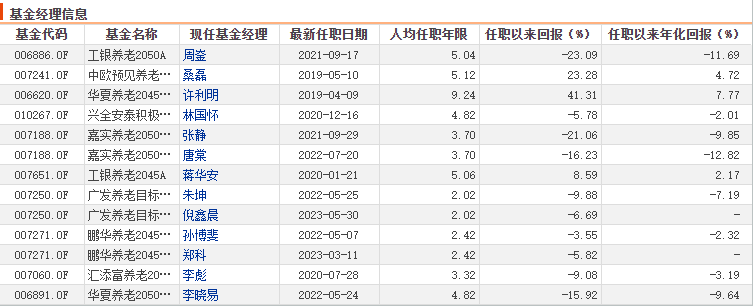 基金经理信息
基金代码 基金名称 现任基金经理 最新任职日期 人均任职年限 任职以来回报（%） 任职以来年化回报（%）
006886.OF 工银养老2050A 周崟 2021-09-17 5.04 -23.09 -11.69
007241.OF 中欧预见养老… 桑磊 2019-05-10 5.12 23.28 4.72
006620.OF 华夏养老2045… 许利明 2019-04-09 9.24 41.31 7.77
010267.OF 兴全安泰积极… 林国怀 2020-12-16 4.82 -5.78 -2.01
007188.OF 嘉实养老2050… 张静 2021-09-29 3.70 -21.06 -9.85
007188.OF 嘉实养老2050… 唐棠 2022-07-20 3.70 -16.23 -12.82
007651.OF 工银养老2045A 蒋华安 2020-01-21 5.06 8.59 2.17
007250.OF 广发养老目标… 朱坤 2022-05-25 2.02 -9.88 -7.19
007250.OF 广发养老目标… 倪鑫晨 2023-05-30 2.02 -6.69 -
007271.OF 鹏华养老2045… 孙博斐 2022-05-07 2.42 -3.55 -2.32
007271.OF 鹏华养老2045… 郑科 2023-03-11 2.42 -5.82 -
007060.OF 汇添富养老20… 李彪 2020-07-28 3.32 -9.08 -3.19
006891.OF 华夏养老2050… 李晓易 2022-05-24 4.82 -15.92 -9.64